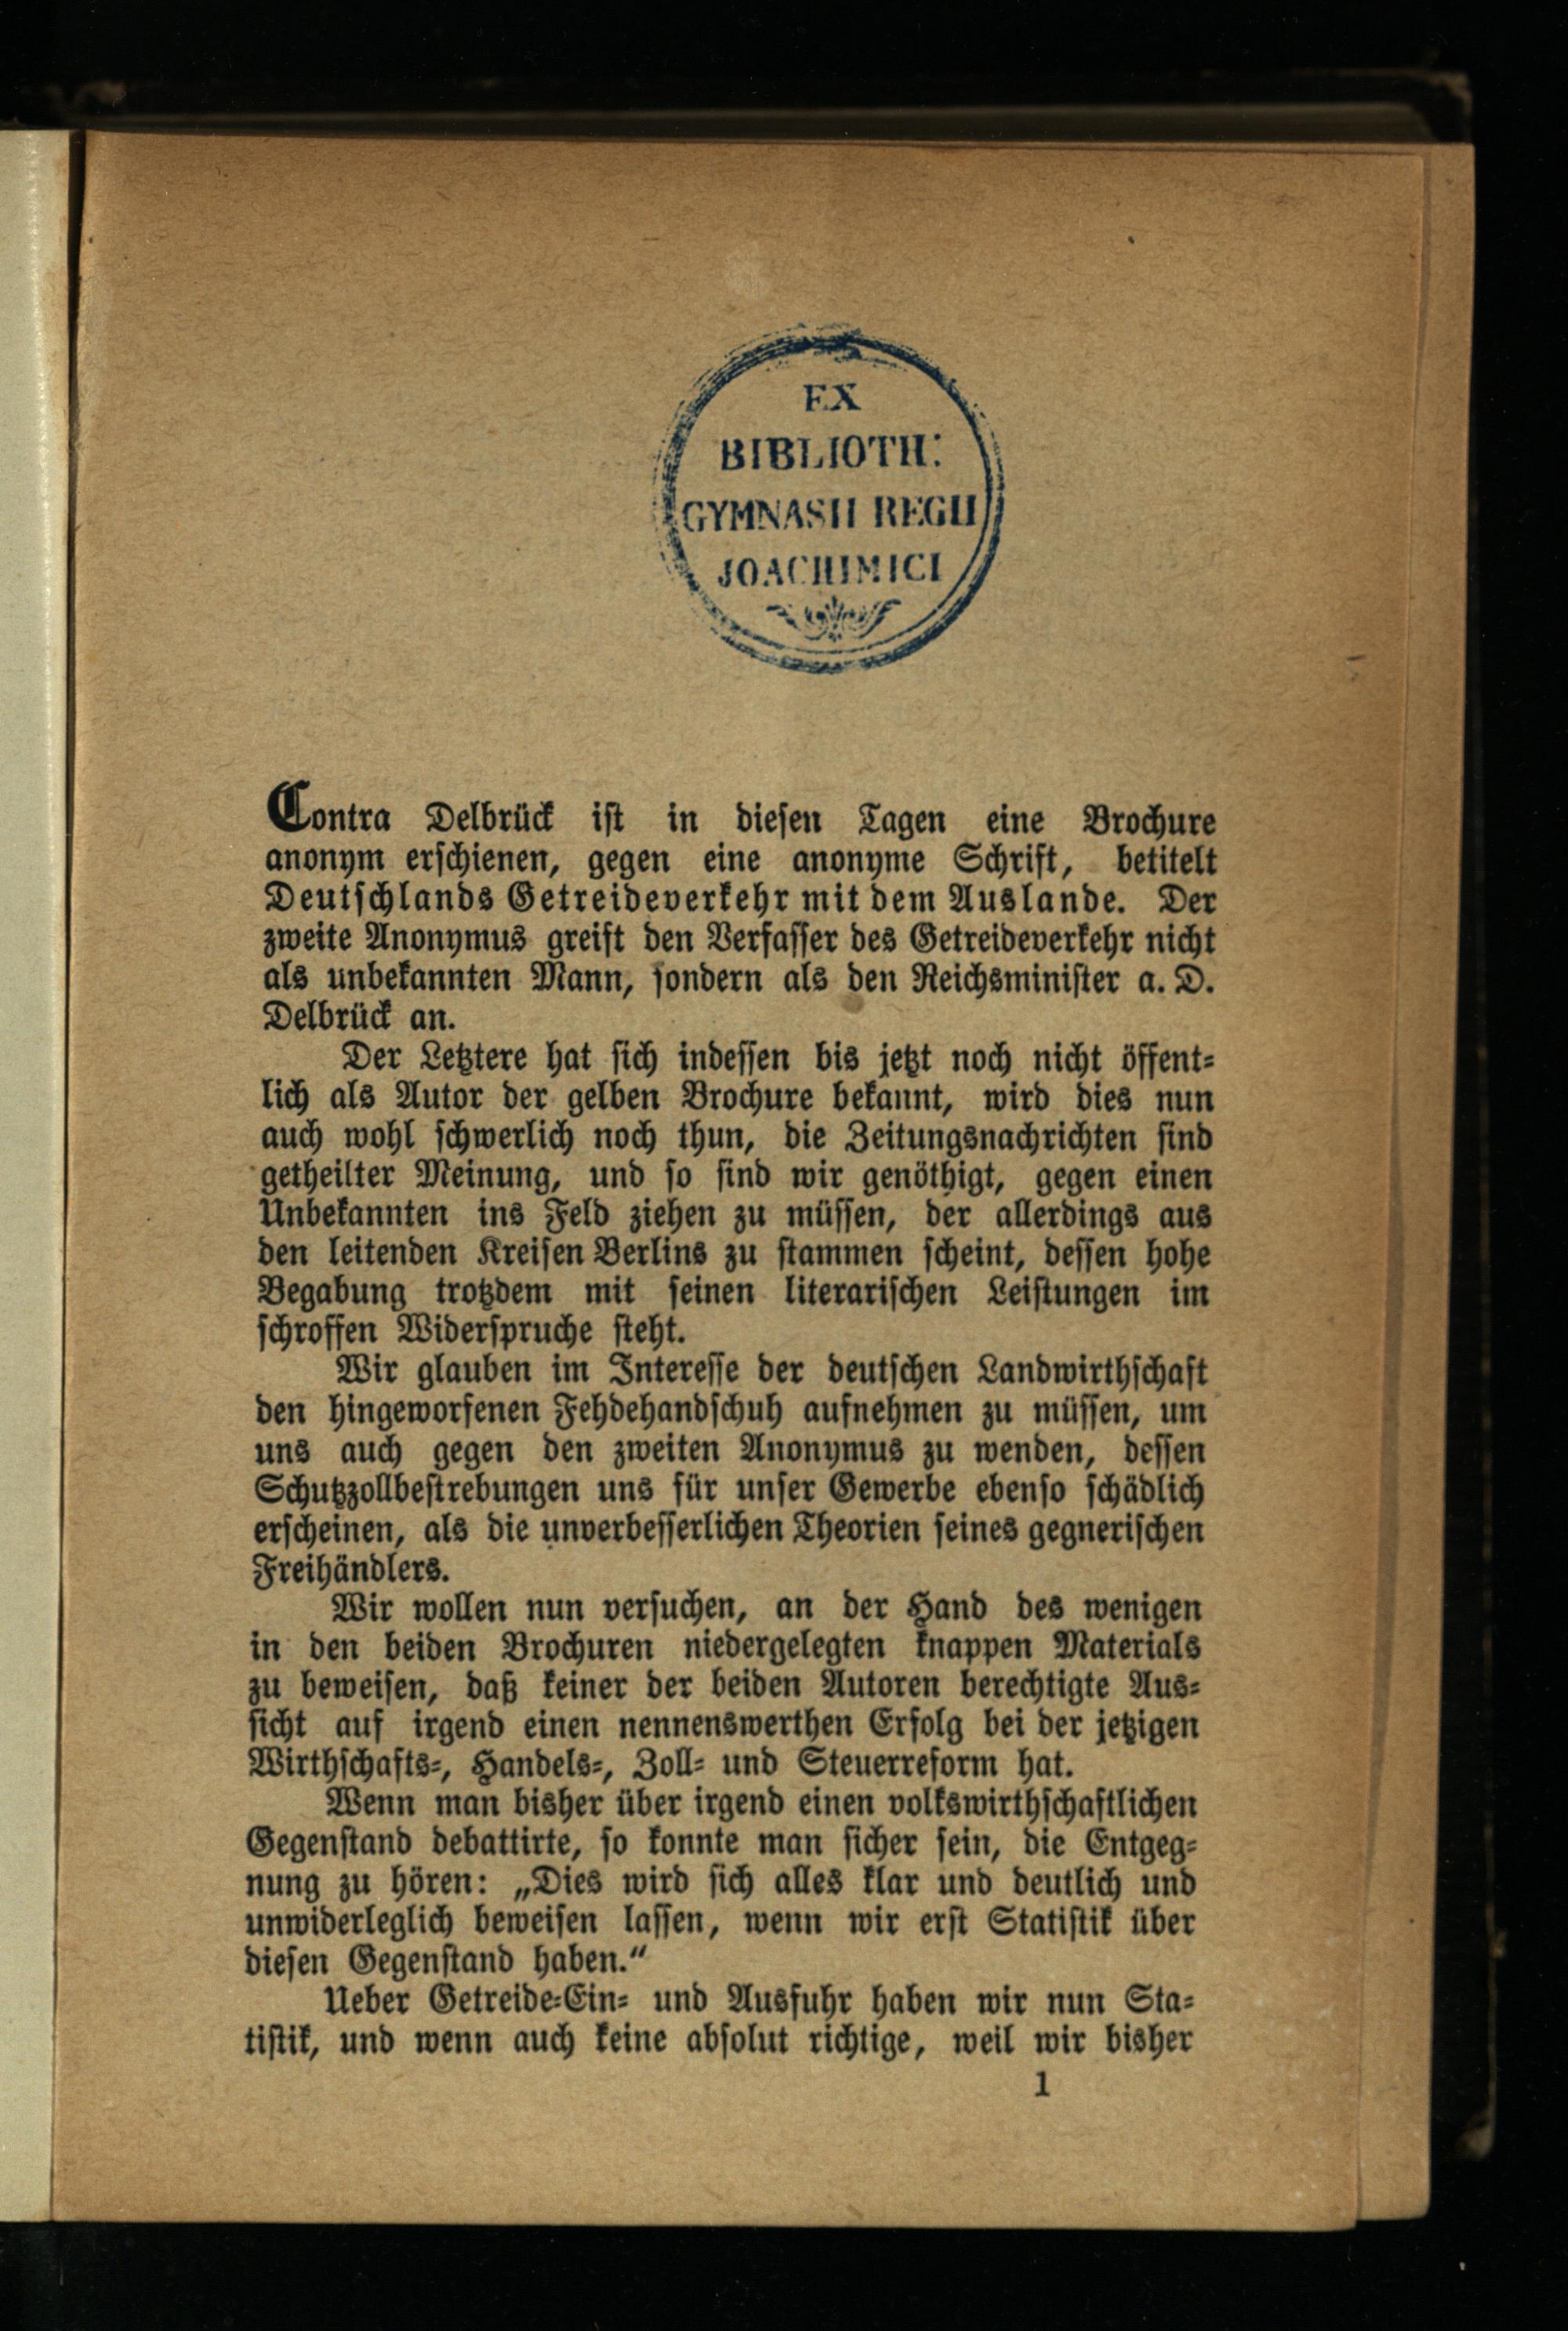 EX
BIBLIOTH:
GYMNASII REGII
JOACHIMICI
Contra Delbrück ist in diesen Tagen eine Brochure
anonym erschienen, gegen eine anonyme Schrift, betitelt
Deutschlands Getreideverkehr mit dem Auslande. Der
zweite Anonymus greift den Verfasser des Getreideverkehr nicht
als unbekannten Mann, sondern als den Reichsminister a. D.
Delbrück an.
Der Letztere hat sich indessen bis jetzt noch nicht öffent-
lich als Autor der gelben Brochure bekannt, wird dies nun
auch wohl schwerlich noch thun, die Zeitungsnachrichten sind
getheilter Meinung, und so sind wir genöthigt, gegen einen
Unbekannten ins Feld ziehen zu müssen, der allerdings aus
den leitenden Kreisen Berlins zu stammen scheint, dessen hohe
Begabung trotzdem mit seinen literarischen Leistungen im
schroffen Widerspruche steht.
Wir glauben im Interesse der deutschen Landwirthschaft
den hingeworfenen Fehdehandschuh aufnehmen zu müssen, um
uns auch gegen den zweiten Anonymus zu wenden, dessen
Schutzzollbestrebungen uns für unser Gewerbe ebenso schädlich
erscheinen, als die unverbesserlichen Theorien seines gegnerischen
Freihändlers.
Wir wollen nun versuchen, an der Hand des wenigen
in den beiden Brochuren niedergelegten knappen Materials
zu beweisen, daß keiner der beiden Autoren berechtigte Aus-
sicht auf irgend einen nennenswerthen Erfolg bei der jetzigen
Wirthschafts-, Handels-, Zoll- und Steuerreform hat.
Wenn man bisher über irgend einen volkswirthschaftlichen
Gegenstand debattirte, so konnte man sicher sein, die Entgeg-
nung zu hören: „Dies wird sich alles klar und deutlich und
unwiderleglich beweisen lassen, wenn wir erst Statistik über
diesen Gegenstand haben.“
Ueber Getreide-Ein- und Ausfuhr haben wir nun Sta-
tistik, und wenn auch keine absolut richtige, weil wir bisher
1